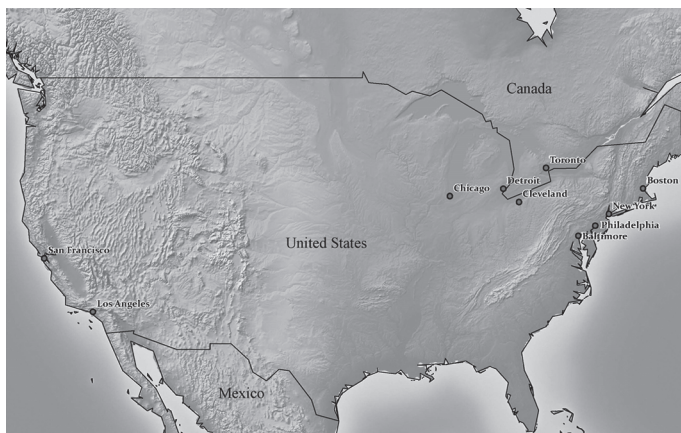 Canada
Toronto
Detroit
Boston
Chicago
Cleveland
New York
Philadelphia
Baltimore
United States
San Francisco
Los Angeles
Mexico